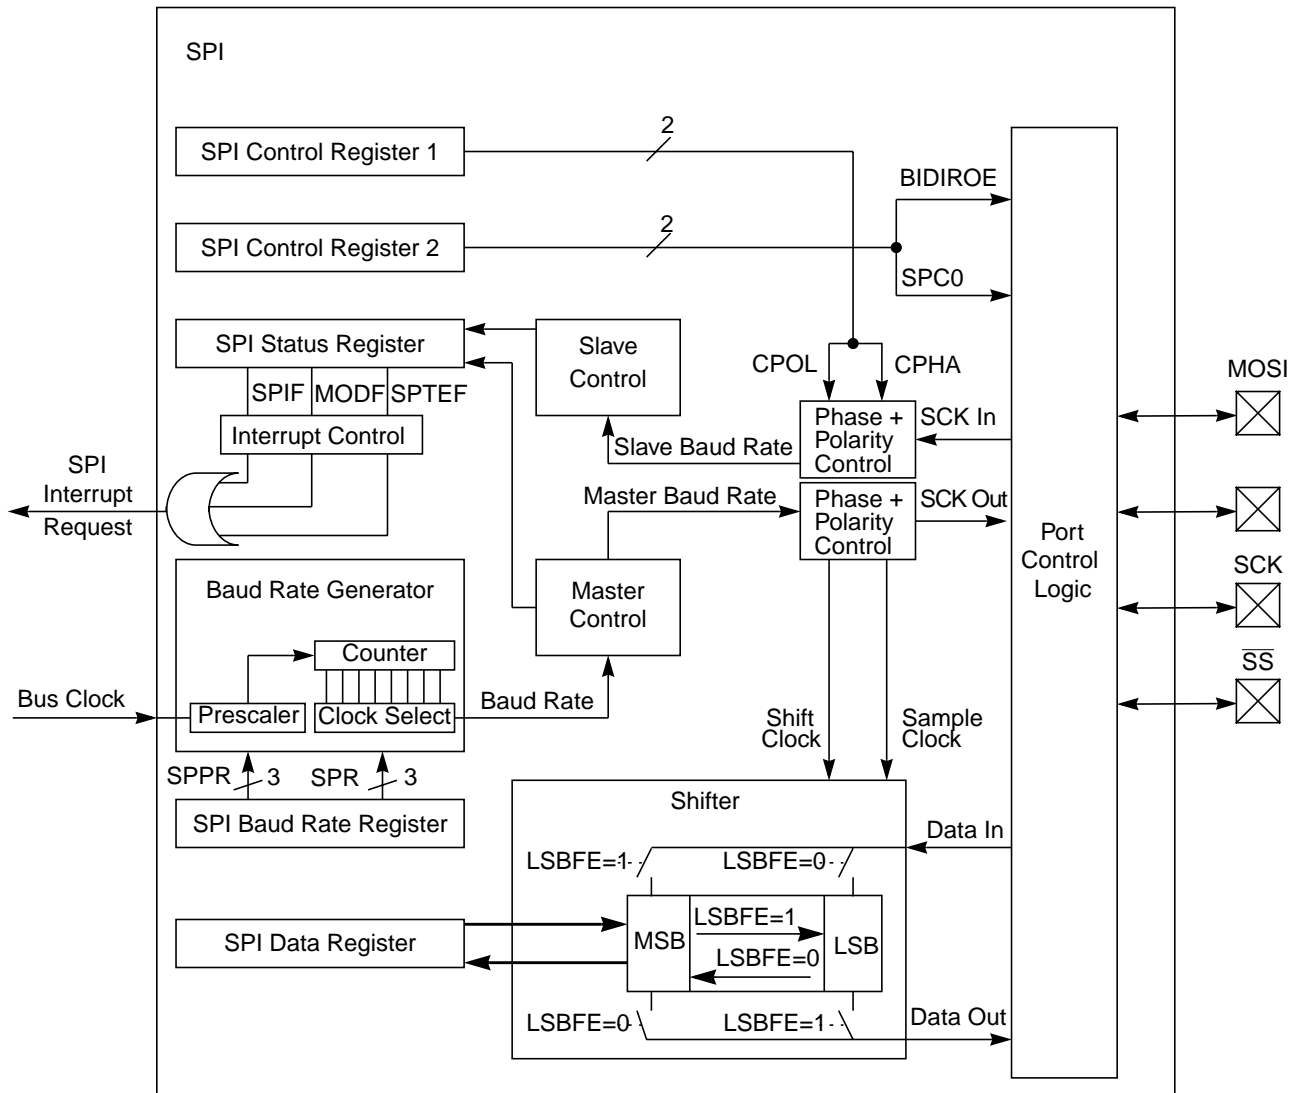 SPI
SPI Control Register 1
2
BIDIROE
SPI Control Register 2
2
SPC0
SPI Status Register
Slave
Control
CPOL
CPHA
MOSI
SPIF
MODF
SPTEF
Interrupt Control
Phase +
Polarity
Control
SCK In
Slave Baud Rate
SPI
Interrupt
Request
Master Baud Rate
Phase +
Polarity
Control
SCK Out
Port
Control
Logic
SCK
Baud Rate Generator
Master
Control
Counter
SS
Bus Clock
Prescaler
Clock Select
Baud Rate
Shift
Clock
Sample
Clock
SPPR
3
SPR
3
SPI Baud Rate Register
Shifter
Data In
LSBFE=1
LSBFE=0
SPI Data Register
MSB
LSBFE=1
LSBFE=0
LSB
LSBFE=0
LSBFE=1
Data Out